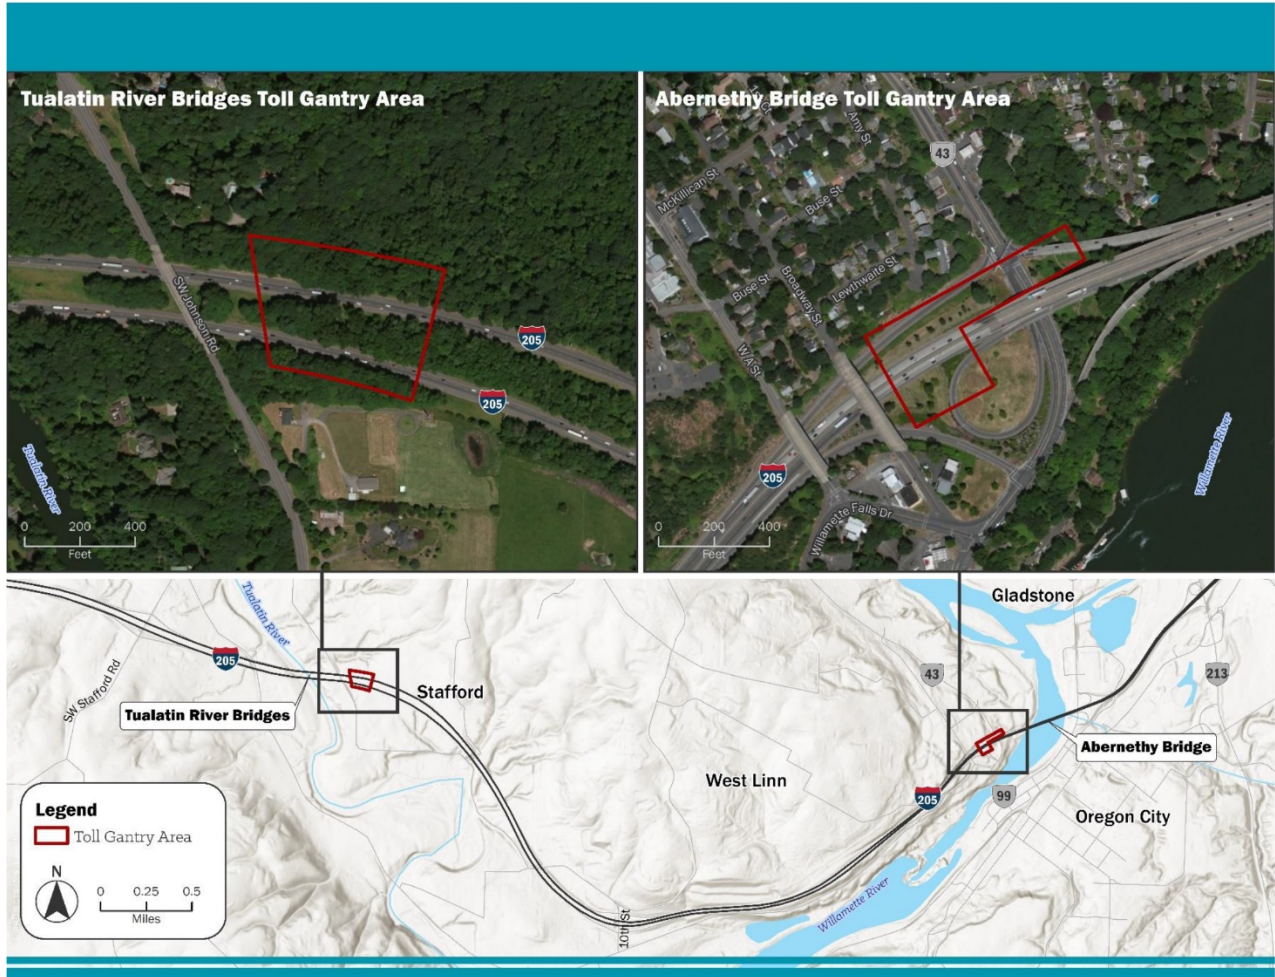 Tualatin River Bridges Toll Gantry Area
SW Johnson Rd
205
205
Tualatin River
0 200 400
Feet
Abernethy Bridge Toll Gantry Area
Amy St
43
McKillican St
Buse St
Lewthwaite St
Buse St
Broadway St
W A St
205
Willamette Falls Dr
Willamette River
0 200 400
Feet
Tualatin River
205
SW Stafford Rd
Tualatin River Bridges
Stafford
West Linn
10th St
Gladstone
43
213
Abernethy Bridge
205
99
Oregon City
Willamette River
Legend
Toll Gantry Area
N
0 0.25 0.5
Miles